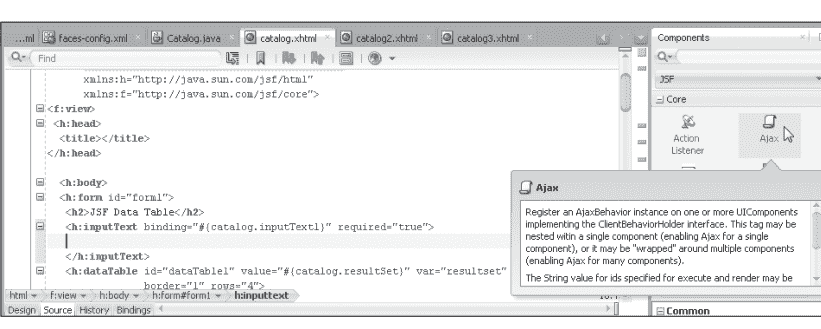 ...ml faces-config.xml Catalog.java catalog.xhtml catalog2.xhtml catalog3.xhtml
Find
xmlns:h="http://java.sun.com/jsf/html"
xmlns:f="http://java.sun.com/jsf/core">
<f:view>
<h:head>
<title></title>
</h:head>
<h:body>
<h:form id="form1">
<h2>JSF Data Table</h2>
<h:inputText binding="#{catalog.inputText1}" required="true">
</h:inputText>
<h:dataTable id="dataTable1" value="#{catalog.resultSet}" var="resultset"
border="1" rows="4">
html f:view h:body h:form#form1 h:inputtext
Design Source History Bindings
Components
JSF
Core
Action
Listener
Ajax
Ajax
Register an AjaxBehavior instance on one or more UIComponents
implementing the ClientBehaviorHolder interface. This tag may be
nested witin a single component (enabling Ajax for a single
component), or it may be "wrapped" around multiple components
(enabling Ajax for many components).
The String value for ids specified for execute and render may be
Common